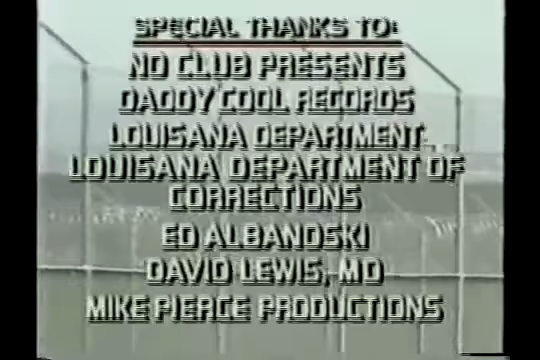 SPECIAL THANKS TO:
NO CLUB PRESENTS
DADDY COOL RECORDS
LOUISANA DEPARTMENT
LOUISANA DEPARTMENT OF
CORRECTIONS
ED ALBANOSKI
DAVID LEWIS, MD
MIKE PIERCE PRODUCTIONS